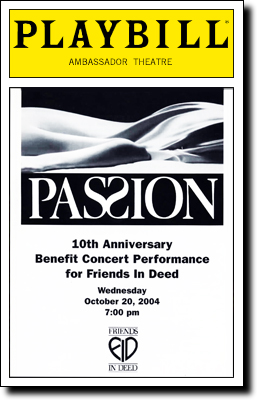 PLAYBILL
AMBASSADOR THEATRE
PASSION
10th Anniversary
Benefit Concert Performance
for Friends In Deed
Wednesday
October 20, 2004
7:00 pm
FRIENDS
FID
IN DEED